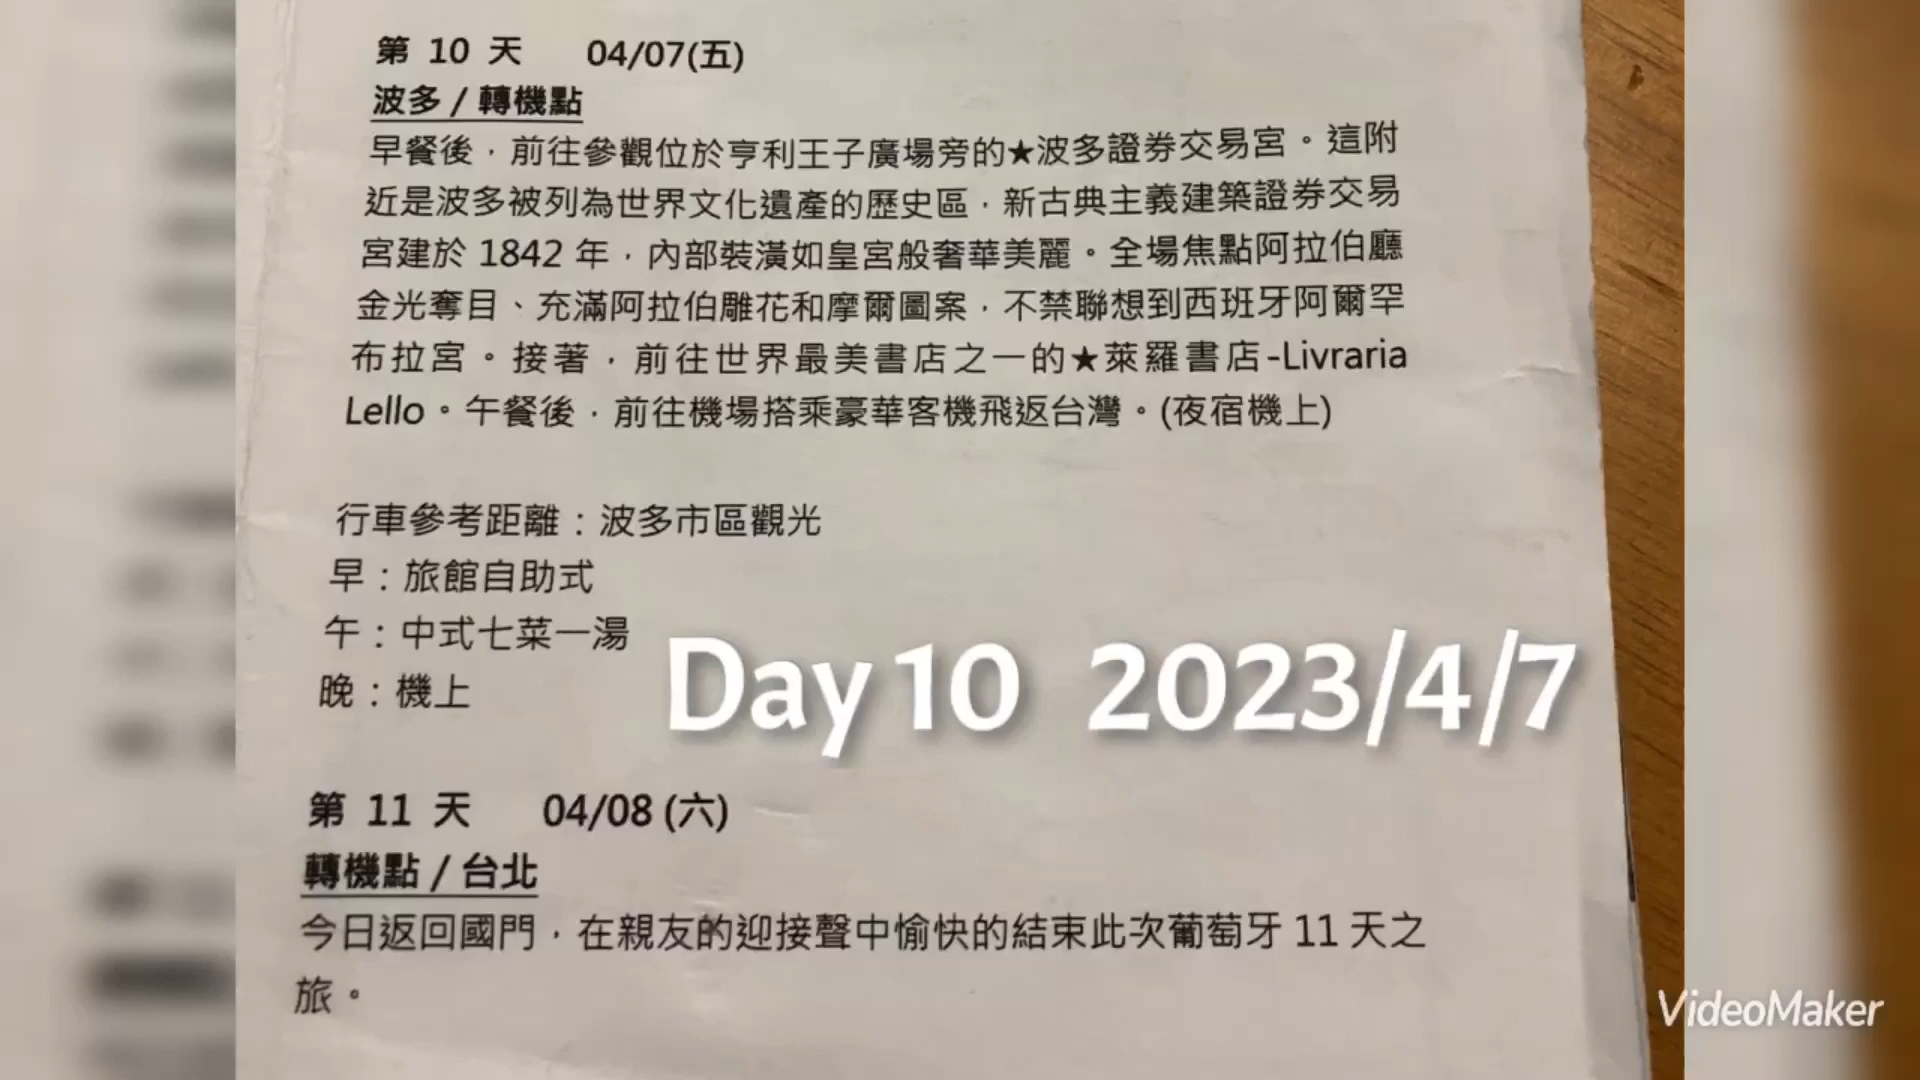 第 10 天 04/07(五)
波多 / 轉機點
早餐後，前往參觀位於亨利王子廣場旁的★波多證券交易宮。這附
近是波多被列為世界文化遺產的歷史區，新古典主義建築證券交易
宮建於 1842 年，內部裝潢如皇宮般奢華美麗。全場焦點阿拉伯廳
金光奪目、充滿阿拉伯雕花和摩爾圖案，不禁聯想到西班牙阿爾罕
布拉宮。接著，前往世界最美書店之一的★萊羅書店-Livraria
Lello。午餐後，前往機場搭乘豪華客機飛返台灣。(夜宿機上)
行車參考距離：波多市區觀光
早：旅館自助式
午：中式七菜一湯
晚：機上
Day 10 2023/4/7
第 11 天 04/08 (六)
轉機點 / 台北
今日返回國門，在親友的迎接聲中愉快的結束此次葡萄牙 11 天之
旅。
VideoMaker